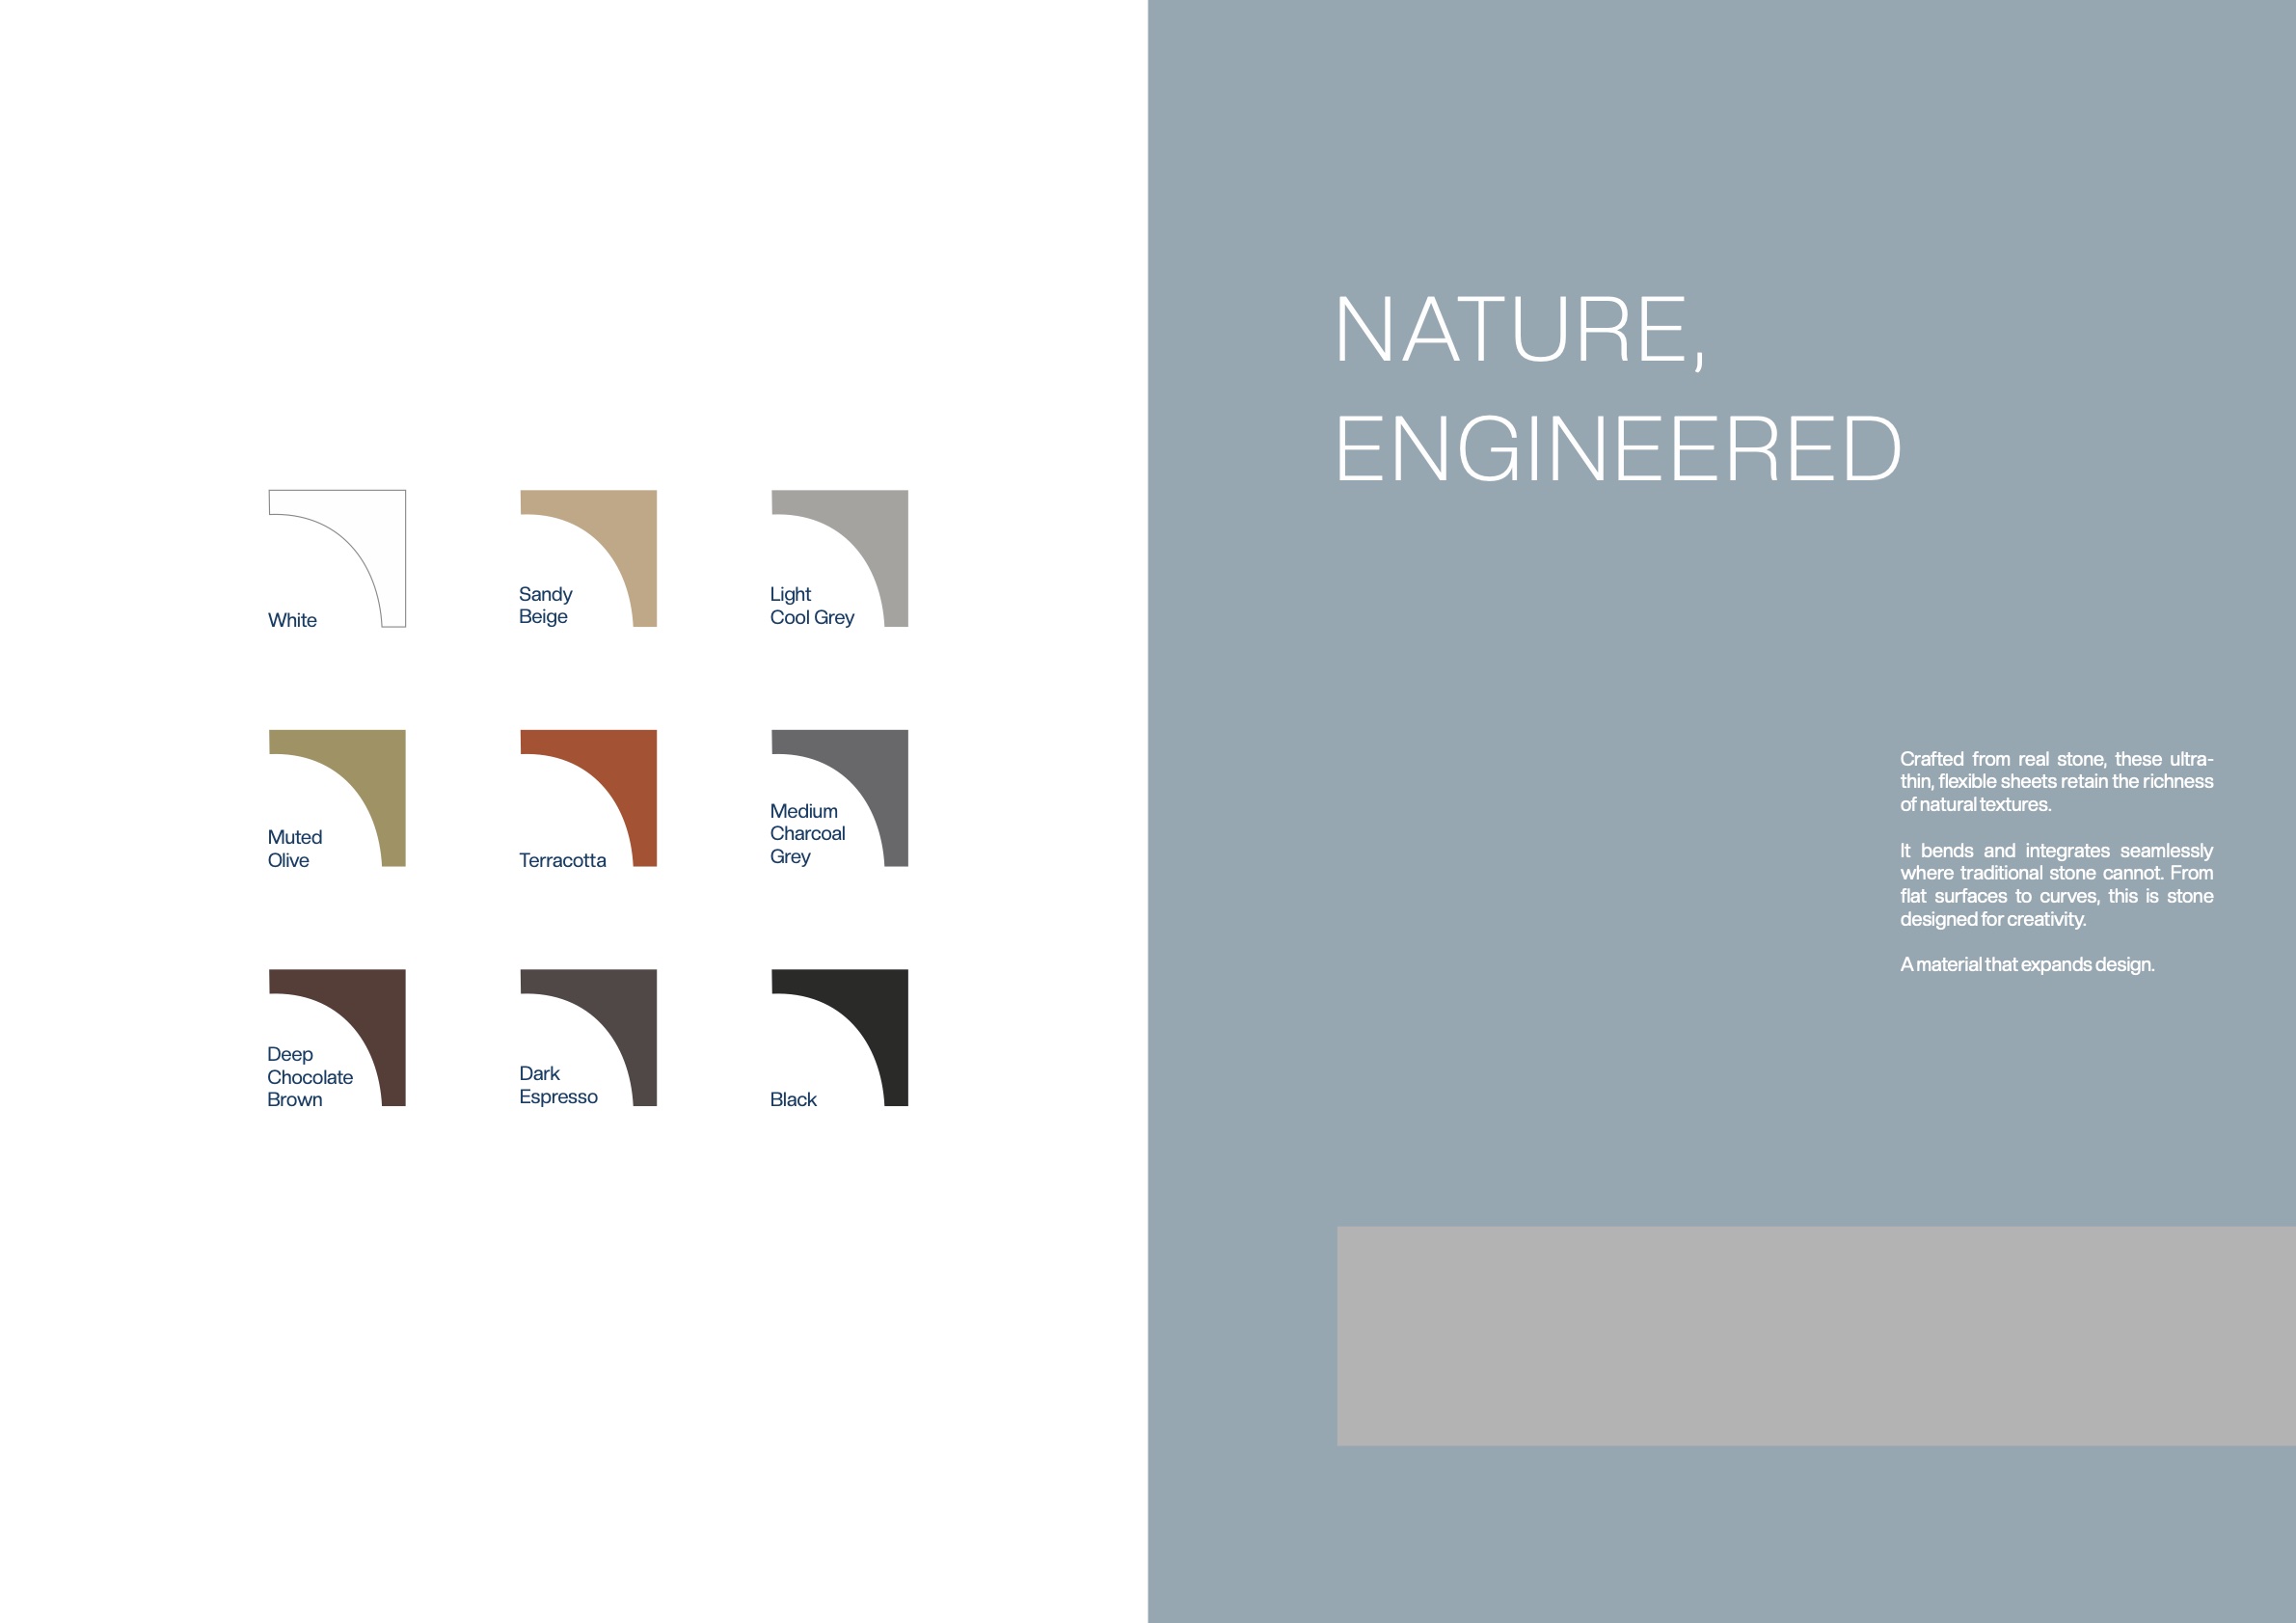 White
Sandy
Beige
Light
Cool Grey
Muted
Olive
Terracotta
Medium
Charcoal
Grey
Deep
Chocolate
Brown
Dark
Espresso
Black
NATURE,
ENGINEERED
Crafted from real stone, these ultra-
thin, flexible sheets retain the richness
of natural textures.
It bends and integrates seamlessly
where traditional stone cannot. From
flat surfaces to curves, this is stone
designed for creativity.
A material that expands design.